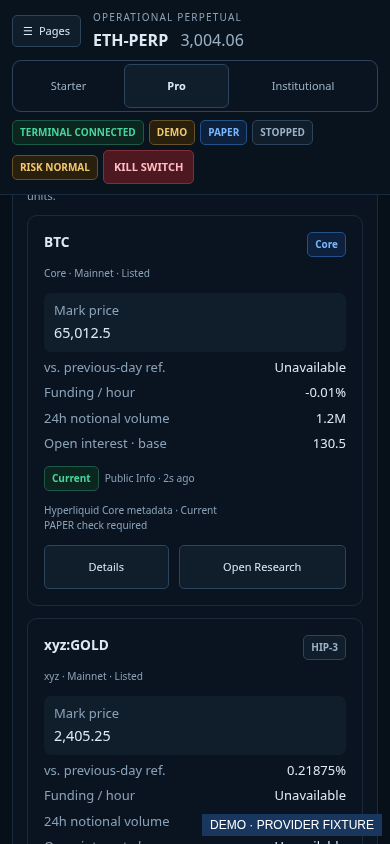 ☰ Pages
OPERATIONAL PERPETUAL
ETH-PERP 3,004.06
Starter Pro Institutional
TERMINAL CONNECTED DEMO PAPER STOPPED
RISK NORMAL KILL SWITCH
units.
BTC Core
Core · Mainnet · Listed
Mark price
65,012.5
vs. previous-day ref. Unavailable
Funding / hour -0.01%
24h notional volume 1.2M
Open interest · base 130.5
Current Public Info · 2s ago
Hyperliquid Core metadata · Current
PAPER check required
Details Open Research
xyz:GOLD HIP-3
xyz · Mainnet · Listed
Mark price
2,405.25
vs. previous-day ref. 0.21875%
Funding / hour Unavailable
24h notional volume
DEMO · PROVIDER FIXTURE